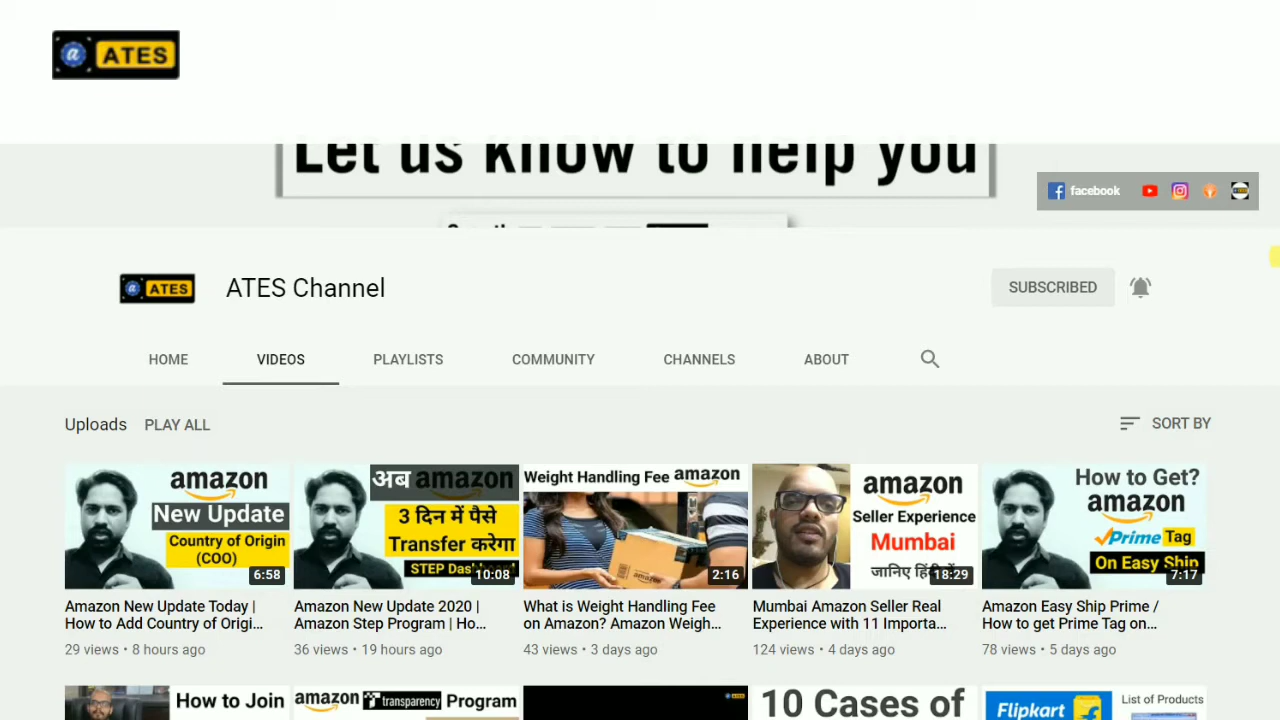 a ATES
Let us know to help you
facebook
a ATES
ATES Channel
SUBSCRIBED
HOME
VIDEOS
PLAYLISTS
COMMUNITY
CHANNELS
ABOUT
Uploads
PLAY ALL
SORT BY
amazon
New Update
Country of Origin
(COO)
6:58
अब amazon
3 दिन में पैसे
Transfer करेगा
STEP
10:08
Weight Handling Fee amazon
2:16
amazon
Seller Experience
Mumbai
जानिए
18:29
How to Get?
amazon
Prime Tag
On Easy Ship
7:17
Amazon New Update Today |
How to Add Country of Origi...
29 views • 8 hours ago
Amazon New Update 2020 |
Amazon Step Program | Ho...
36 views • 19 hours ago
What is Weight Handling Fee
on Amazon? Amazon Weigh...
43 views • 3 days ago
Mumbai Amazon Seller Real
Experience with 11 Importa...
124 views • 4 days ago
Amazon Easy Ship Prime /
How to get Prime Tag on...
78 views • 5 days ago
How to Join
amazon transparency Program
10 Cases of
Flipkart
List of Products